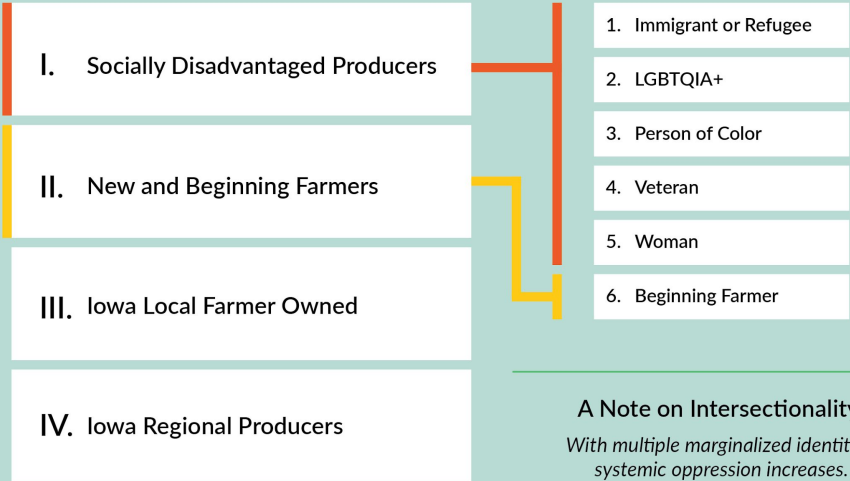 I. Socially Disadvantaged Producers
II. New and Beginning Farmers
III. Iowa Local Farmer Owned
IV. Iowa Regional Producers
1. Immigrant or Refugee
2. LGBTQIA+
3. Person of Color
4. Veteran
5. Woman
6. Beginning Farmer
A Note on Intersectionality
With multiple marginalized identit
systemic oppression increases.